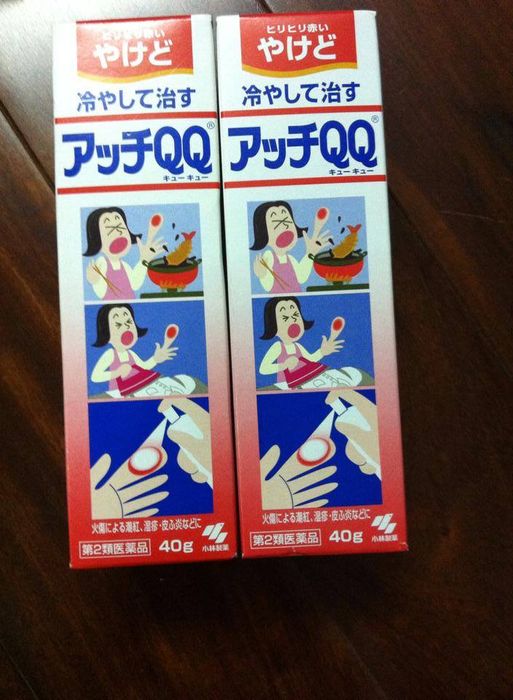 ヒリヒリ赤い
やけど
冷やして治す
アッチQQ®
キューキュー
火傷による潮紅、湿疹・皮ふ炎などに
第2類医薬品 40g 小林製薬
ヒリヒリ赤い
やけど
冷やして治す
アッチQQ®
キューキュー
火傷による潮紅、湿疹・皮ふ炎などに
第2類医薬品 40g 小林製薬